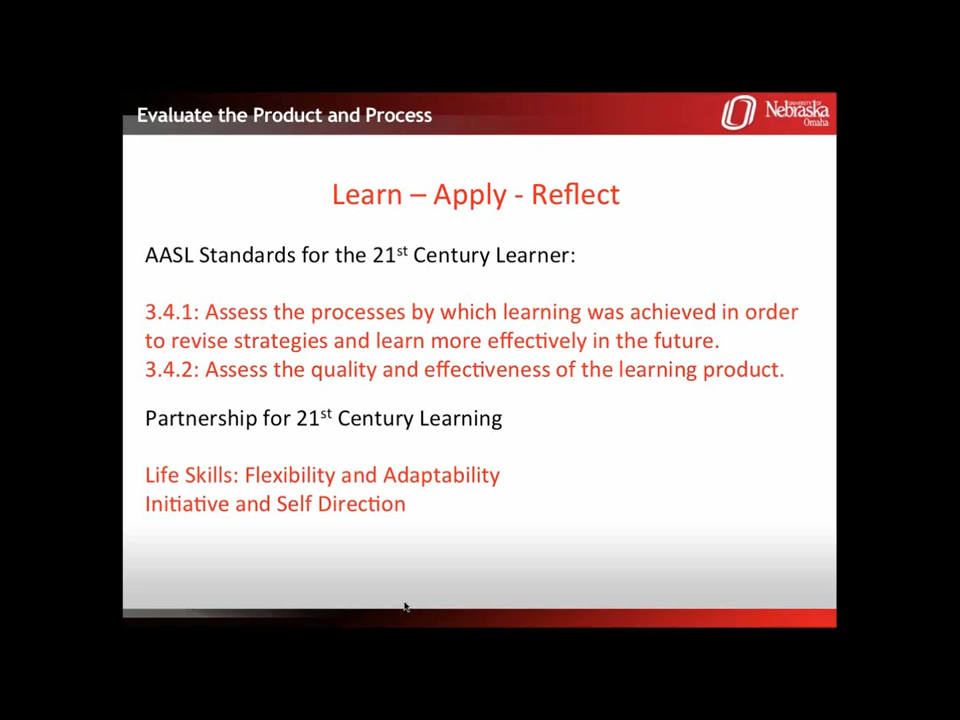 Evaluate the Product and Process
UNIVERSITY OF
Nebraska
Omaha
Learn – Apply - Reflect
AASL Standards for the 21st Century Learner:
3.4.1: Assess the processes by which learning was achieved in order
to revise strategies and learn more effectively in the future.
3.4.2: Assess the quality and effectiveness of the learning product.
Partnership for 21st Century Learning
Life Skills: Flexibility and Adaptability
Initiative and Self Direction